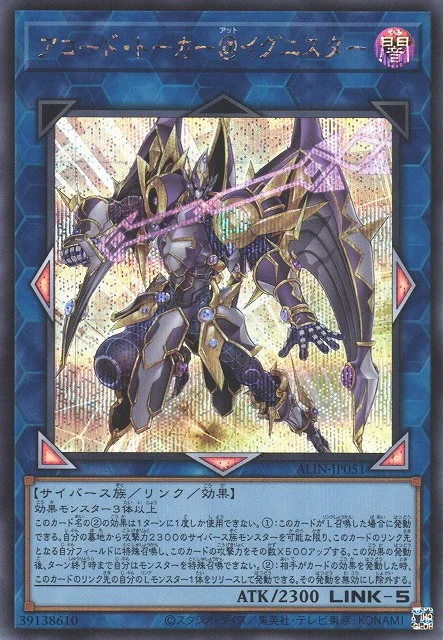 アコード・トーカー＠イグニスター
アット
闇
ALIN-JP051
【サイバース族／リンク／効果】
効果モンスター3体以上
このカード名の②の効果は1ターンに1度しか使用できない。①：このカードがL召喚した場合に発動
できる。自分の墓地から攻撃力2300のサイバース族モンスターを可能な限り、このカードのリンク先
となる自分フィールドに特殊召喚し、このカードの攻撃力をその数×500アップする。この効果の発動
後、ターン終了時まで自分はモンスターを特殊召喚できない。②：相手がカードの効果を発動した時、
このカードのリンク先の自分のLモンスター1体をリリースして発動できる。その発動を無効にし除外する。
ATK/2300 LINK-5
39138610
©スタジオ・ダイス／集英社・テレビ東京・KONAMI